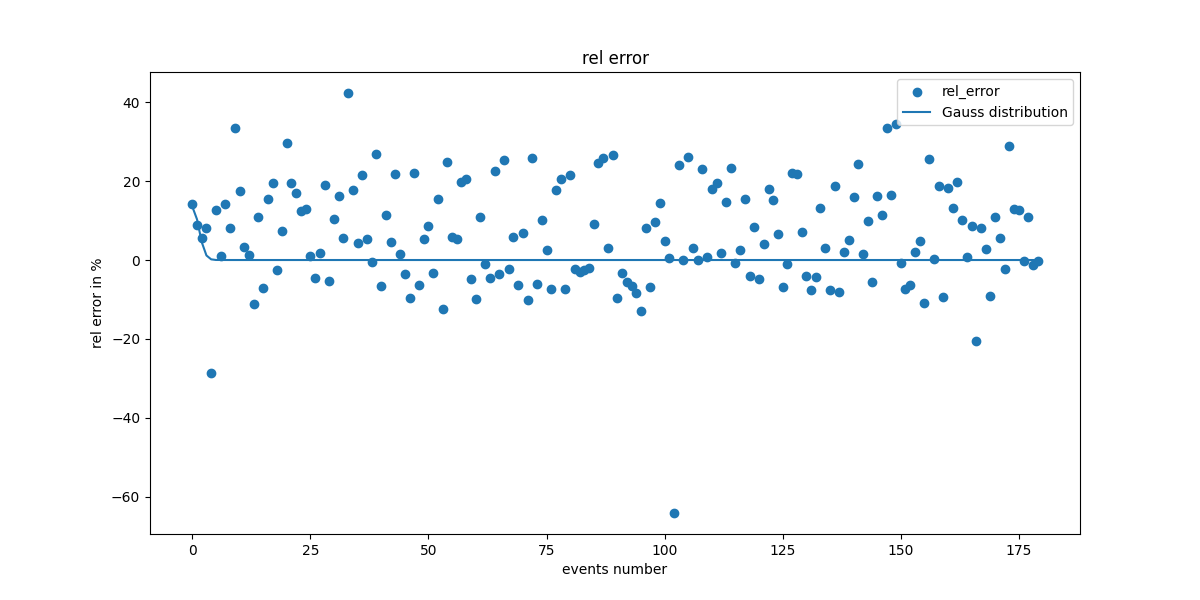 rel error
rel_error
Gauss distribution
40
20
0
−20
−40
−60
rel error in %
0 25 50 75 100 125 150 175
events number